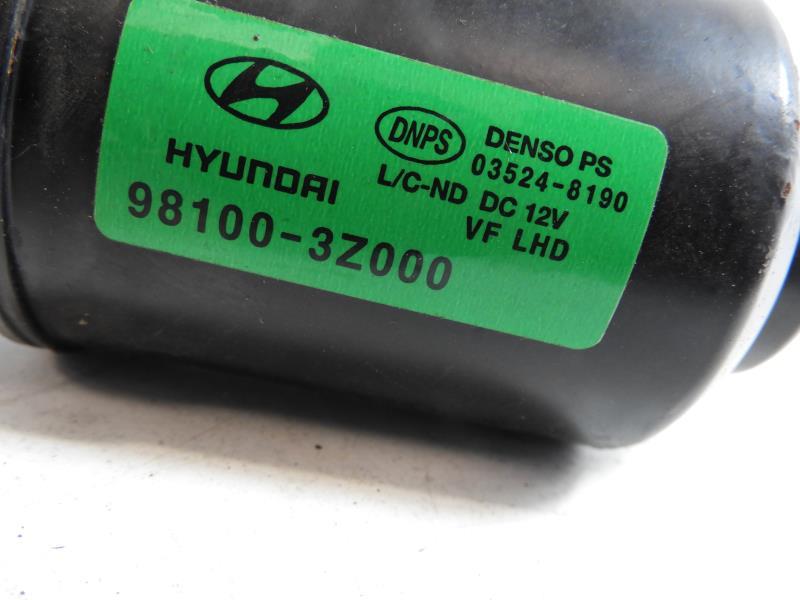 HYUNDAI
98100-3Z000
DNPS
DENSO PS
03524-8190
L/C-ND DC 12V
VF LHD